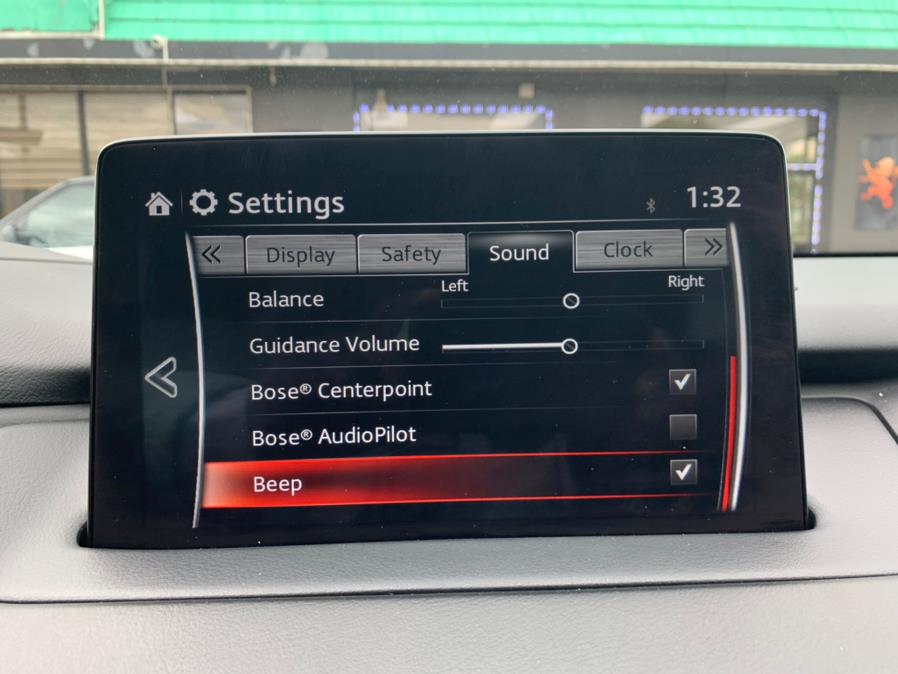 Settings 1:32
« Display Safety Sound Clock »
Left Right
Balance
Guidance Volume
Bose® Centerpoint
Bose® AudioPilot
Beep